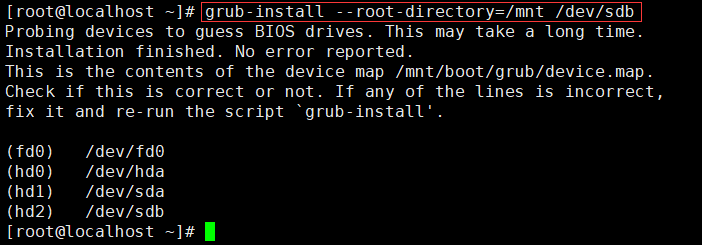 [root@localhost ~]# grub-install --root-directory=/mnt /dev/sdb
Probing devices to guess BIOS drives. This may take a long time.
Installation finished. No error reported.
This is the contents of the device map /mnt/boot/grub/device.map.
Check if this is correct or not. If any of the lines is incorrect,
fix it and re-run the script `grub-install'.

(fd0)   /dev/fd0
(hd0)   /dev/hda
(hd1)   /dev/sda
(hd2)   /dev/sdb
[root@localhost ~]#